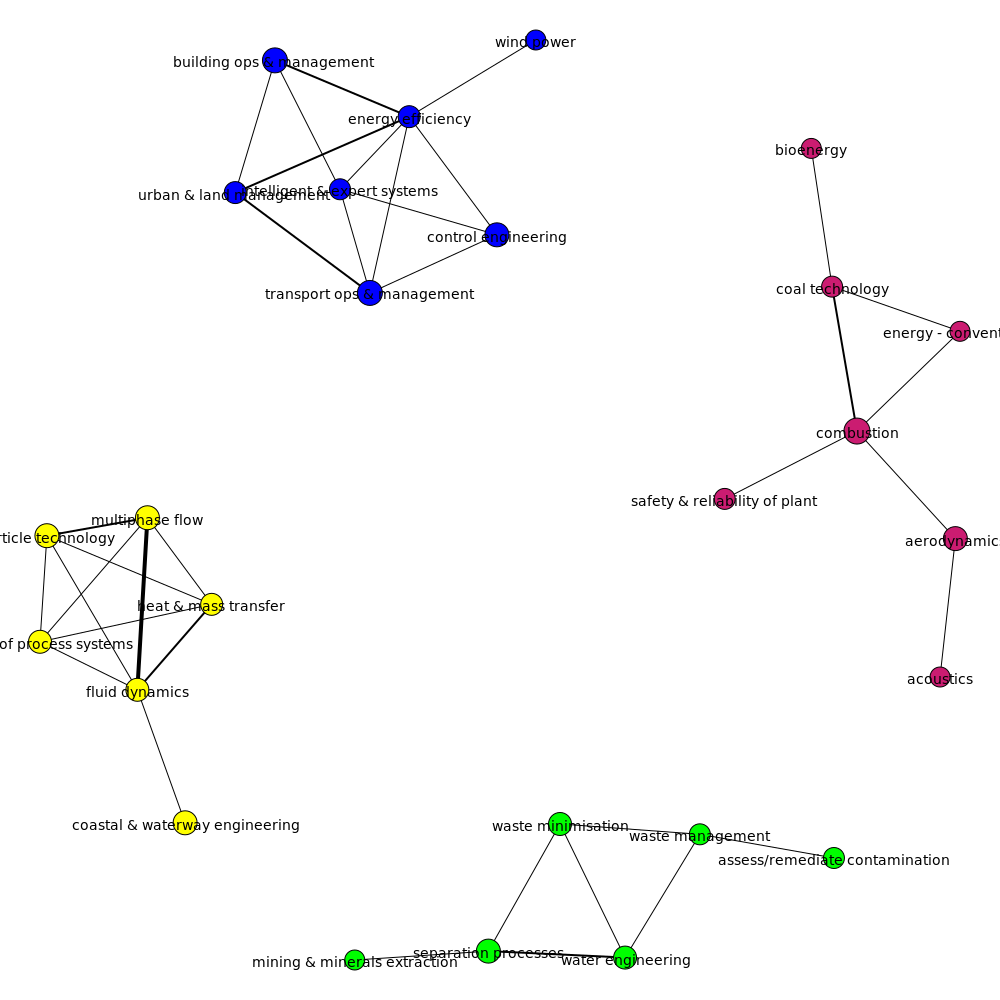 wind power
building ops & management
energy efficiency
bioenergy
intelligent & expert systems
urban & land management
control engineering
coal technology
transport ops & management
energy - convent
combustion
safety & reliability of plant
multiphase flow
rticle technology
aerodynamics
heat & mass transfer
of process systems
acoustics
fluid dynamics
coastal & waterway engineering
waste minimisation
waste management
assess/remediate contamination
separation processes
water engineering
mining & minerals extraction